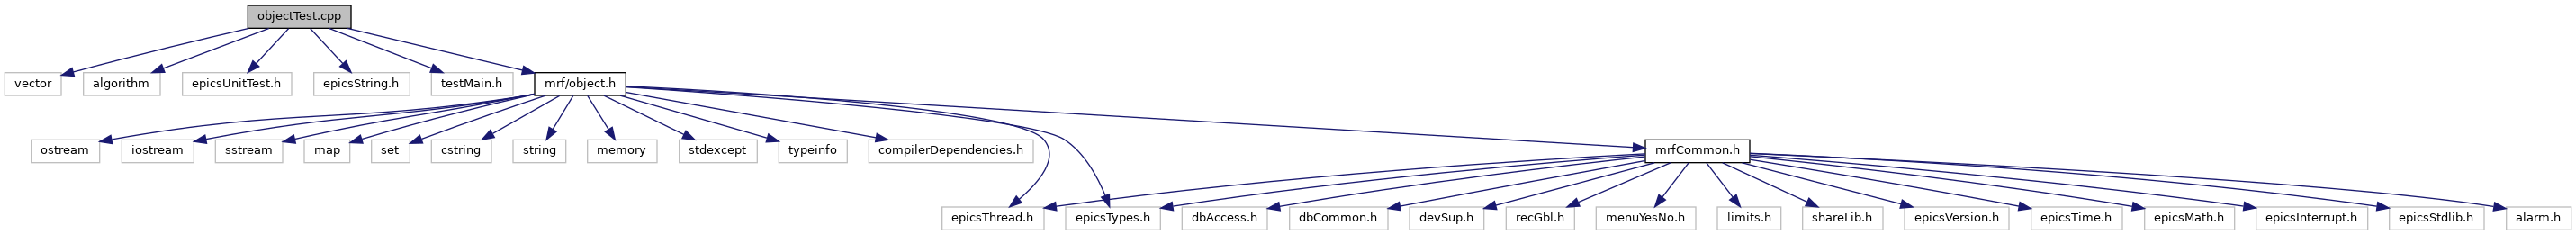 objectTest.cpp
vector
algorithm
epicsUnitTest.h
epicsString.h
testMain.h
mrf/object.h
ostream
iostream
sstream
map
set
cstring
string
memory
stdexcept
typeinfo
compilerDependencies.h
mrfCommon.h
epicsThread.h
epicsTypes.h
dbAccess.h
dbCommon.h
devSup.h
recGbl.h
menuYesNo.h
limits.h
shareLib.h
epicsVersion.h
epicsTime.h
epicsMath.h
epicsInterrupt.h
epicsStdlib.h
alarm.h